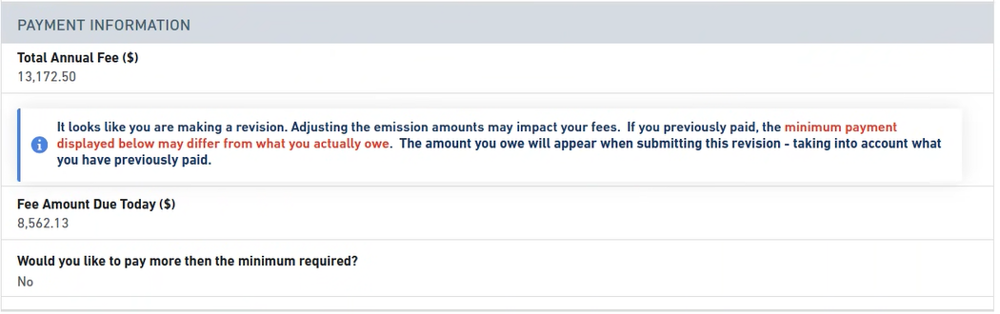 PAYMENT INFORMATION
Total Annual Fee ($)
13,172.50
It looks like you are making a revision. Adjusting the emission amounts may impact your fees. If you previously paid, the minimum payment
displayed below may differ from what you actually owe. The amount you owe will appear when submitting this revision - taking into account what
you have previously paid.
Fee Amount Due Today ($)
8,562.13
Would you like to pay more then the minimum required?
No